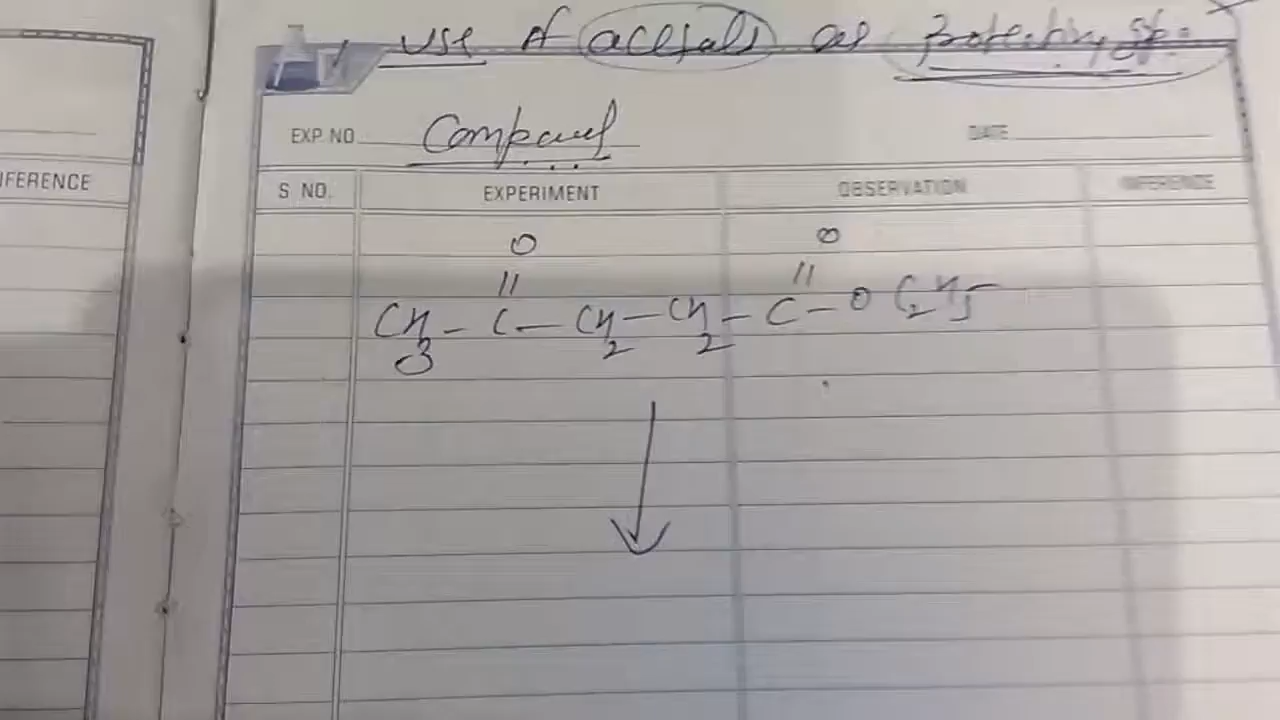 use of acetals as protecting gp.
EXP. NO. Compound DATE
INFERENCE S NO. EXPERIMENT OBSERVATION INFERENCE
O O
|| ||
CH3 - C - CH2 - CH2 - C - O C2H5